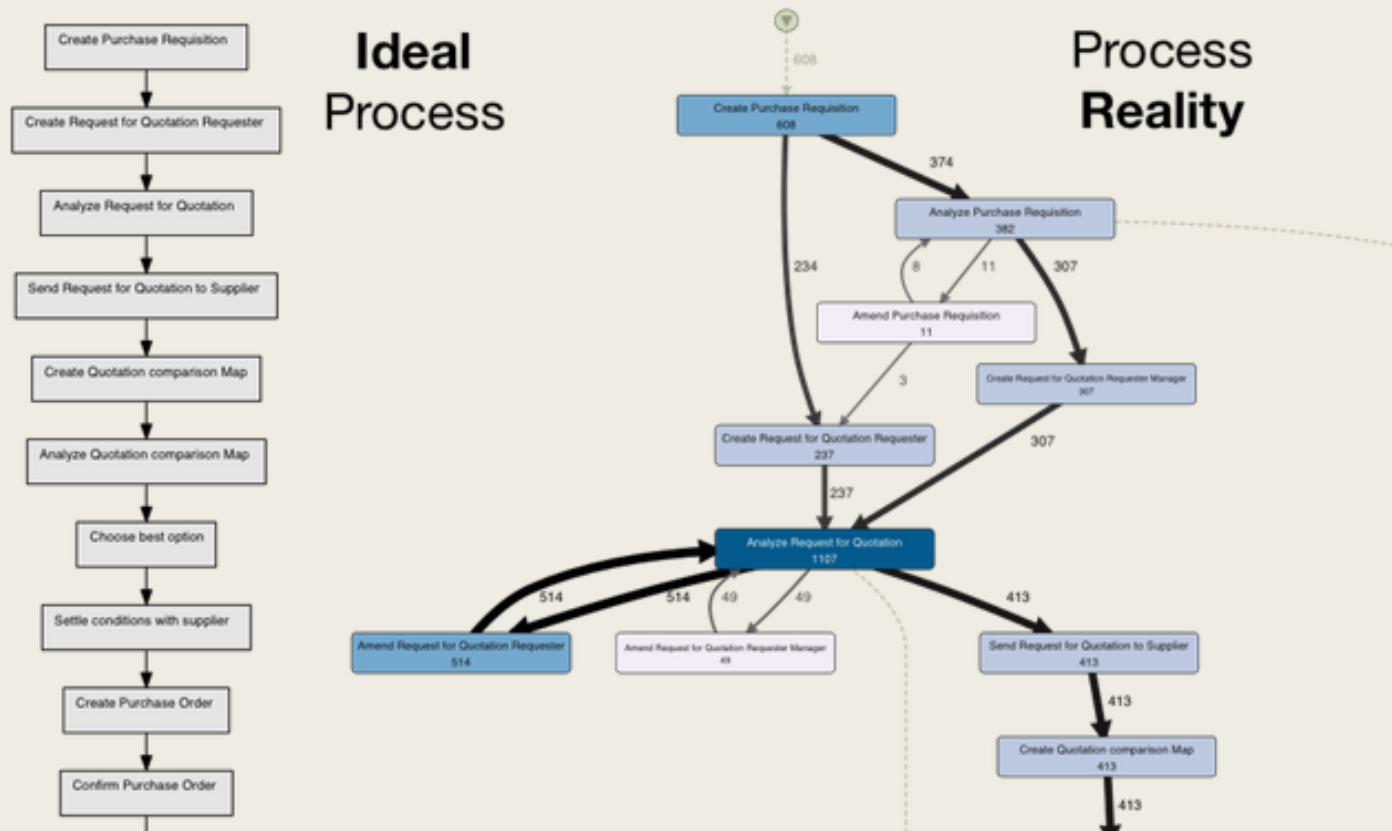 Ideal
Process
Process
Reality
Create Purchase Requisition
Create Request for Quotation Requester
Analyze Request for Quotation
Send Request for Quotation to Supplier
Create Quotation comparison Map
Analyze Quotation comparison Map
Choose best option
Settle conditions with supplier
Create Purchase Order
Confirm Purchase Order
608
Create Purchase Requisition
608
374
Analyze Purchase Requisition
382
234
8
11
307
Amend Purchase Requisition
11
3
Create Request for Quotation Requester Manager
307
307
Create Request for Quotation Requester
237
237
Analyze Request for Quotation
1107
514
514
49
49
413
Amend Request for Quotation Requester
514
Amend Request for Quotation Requester Manager
49
Send Request for Quotation to Supplier
413
413
Create Quotation comparison Map
413
413